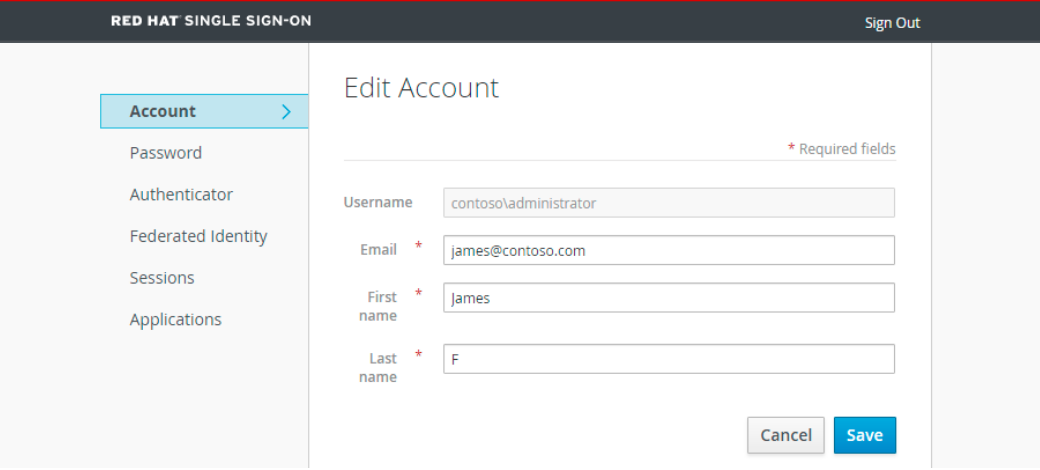 RED HAT SINGLE SIGN-ON
Sign Out
Account
Password
Authenticator
Federated Identity
Sessions
Applications
Edit Account
* Required fields
Username contoso\administrator
Email * james@contoso.com
First name * James
Last name * F
Cancel Save